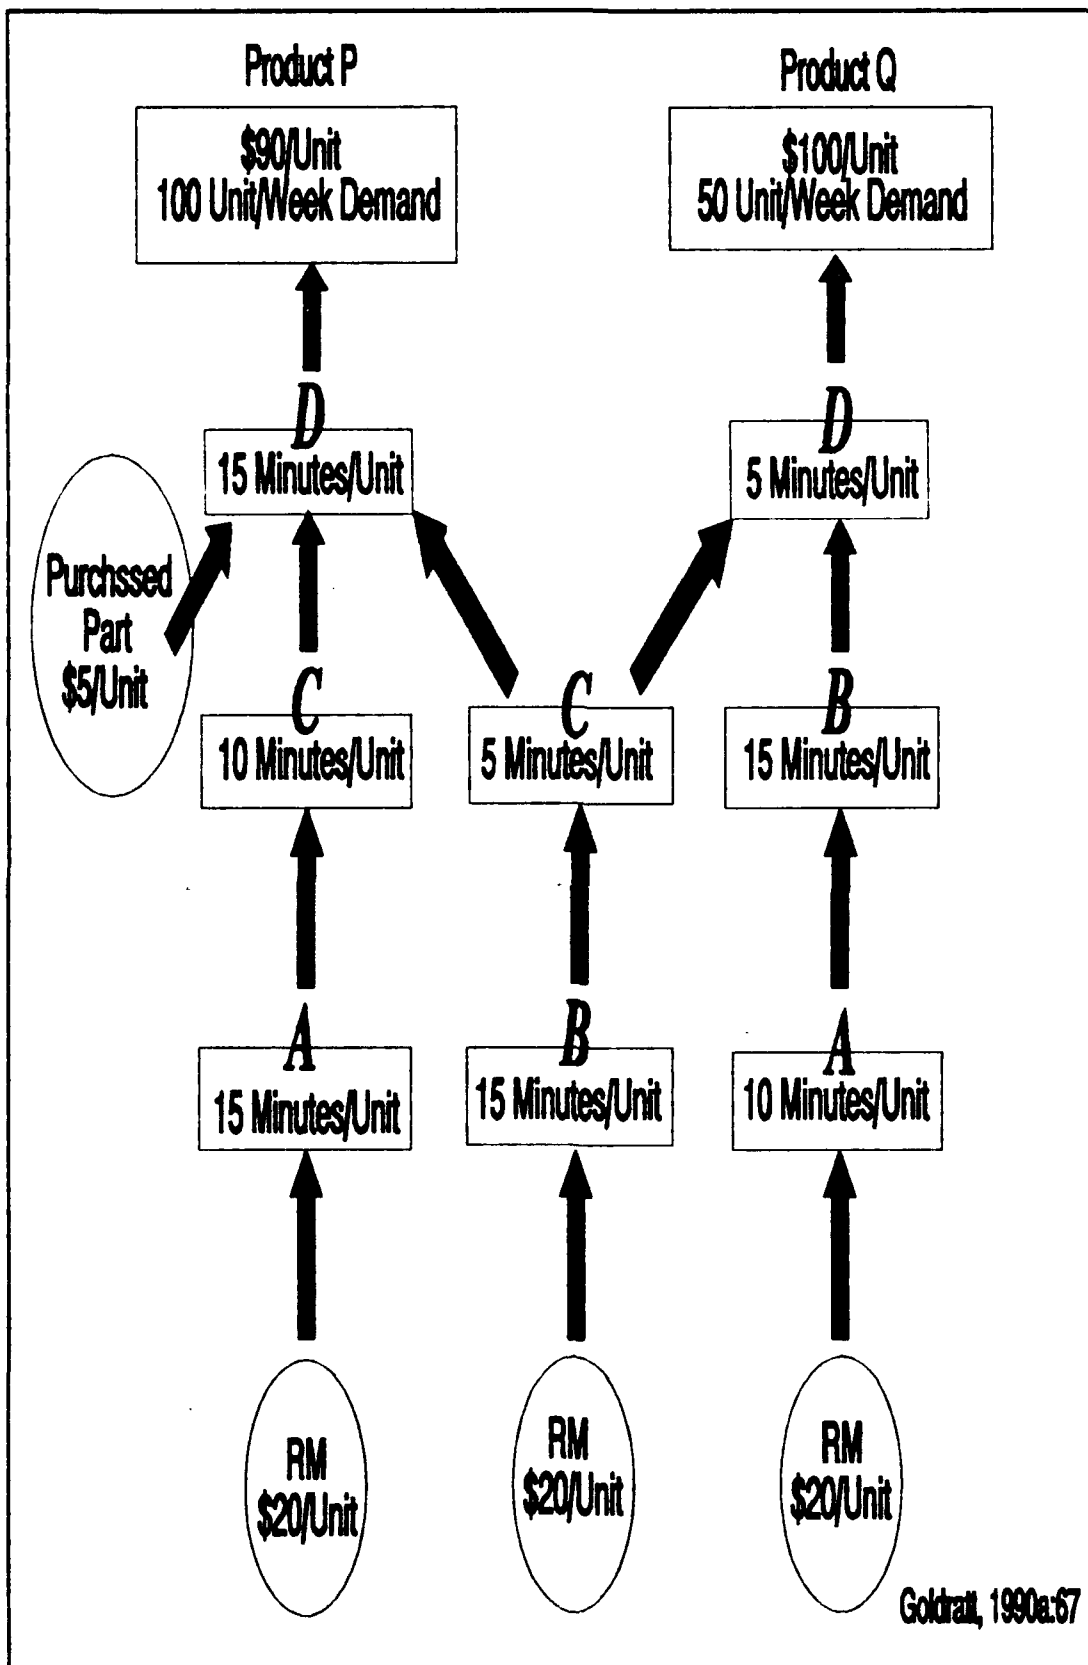 Product P
Product Q
$90/Unit
100 Unit/Week Demand
$100/Unit
50 Unit/Week Demand
D
15 Minutes/Unit
D
5 Minutes/Unit
Purchssed
Part
$5/Unit
C
10 Minutes/Unit
C
5 Minutes/Unit
B
15 Minutes/Unit
A
15 Minutes/Unit
B
15 Minutes/Unit
A
10 Minutes/Unit
RM
$20/Unit
RM
$20/Unit
RM
$20/Unit
Goldratt, 1990a:67